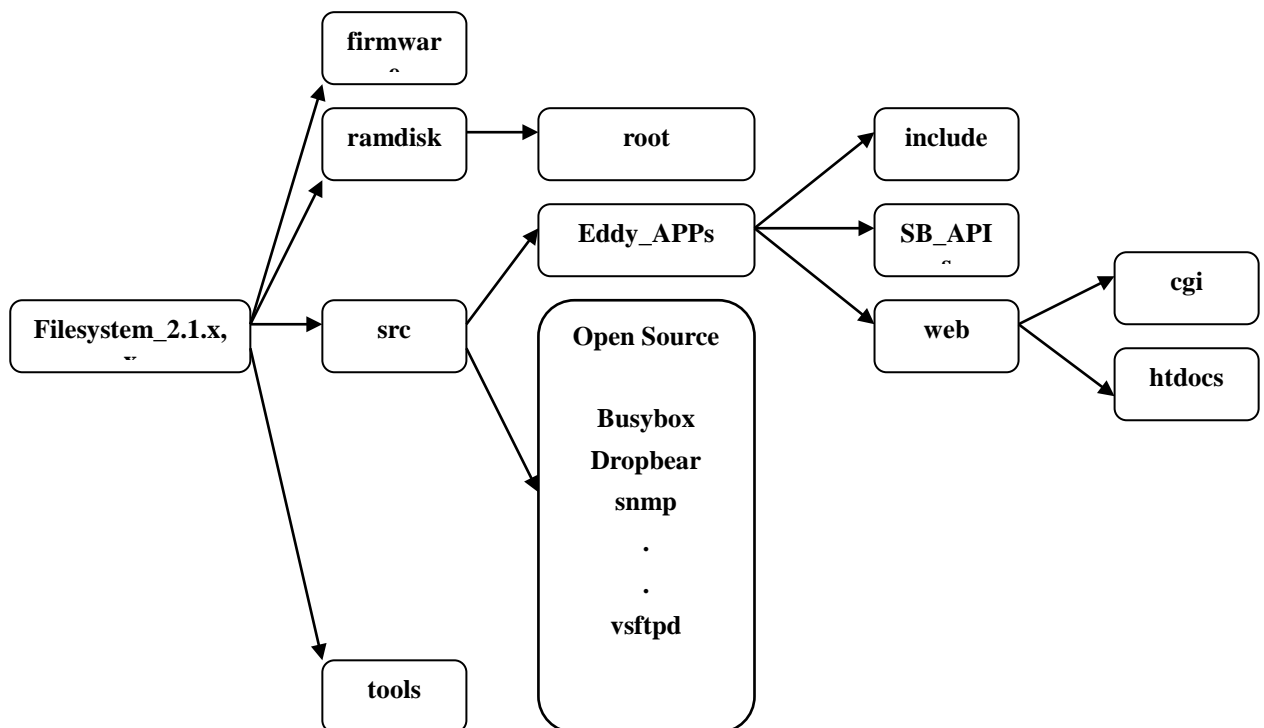 firmwar
ramdisk
root
include
Eddy_APPs
SB_API
cgi
Filesystem_2.1.x,
src
Open Source
web
htdocs
Busybox
Dropbear
snmp
.
.
vsftpd
tools